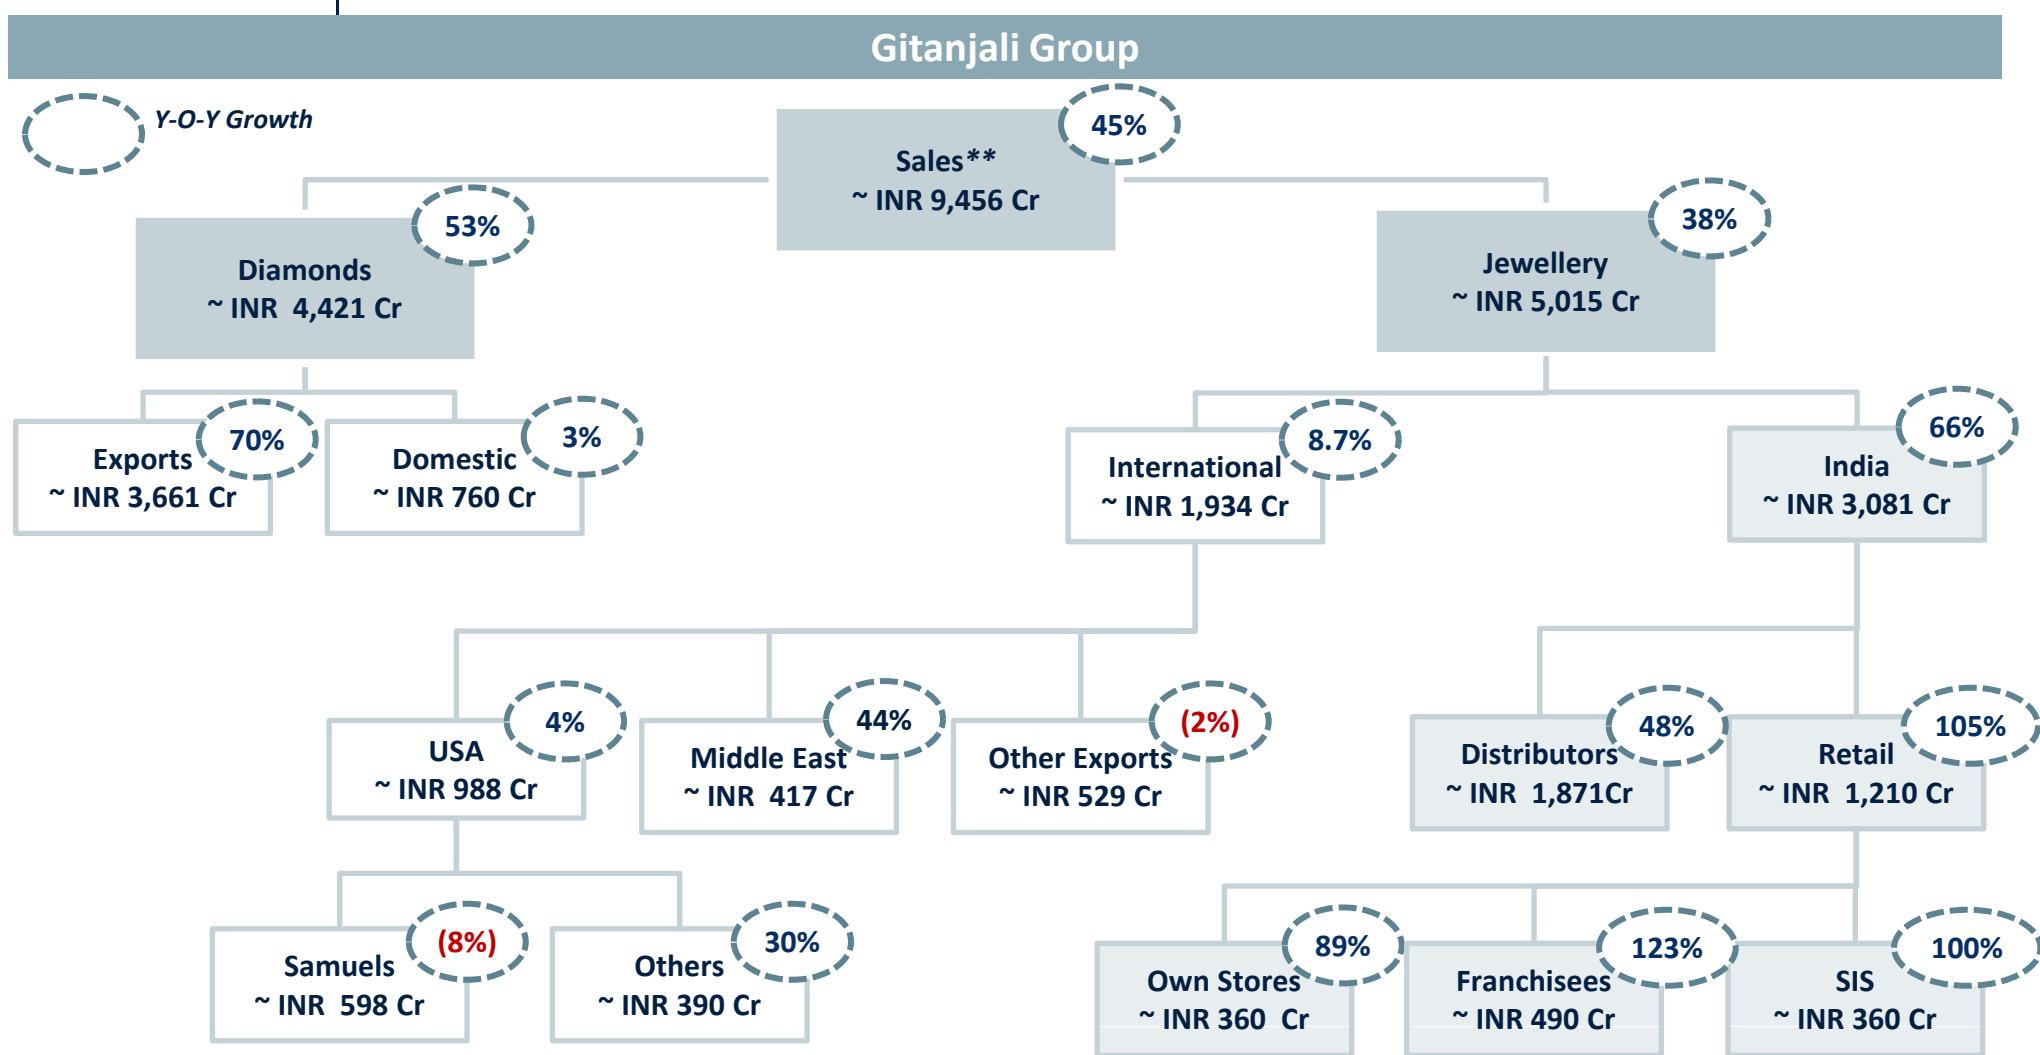 Gitanjali Group
Y-O-Y Growth
45%
Sales**
~ INR 9,456 Cr
53%
Diamonds
~ INR 4,421 Cr
38%
Jewellery
~ INR 5,015 Cr
70%
Exports
~ INR 3,661 Cr
3%
Domestic
~ INR 760 Cr
8.7%
International
~ INR 1,934 Cr
66%
India
~ INR 3,081 Cr
4%
USA
~ INR 988 Cr
44%
Middle East
~ INR 417 Cr
(2%)
Other Exports
~ INR 529 Cr
48%
Distributors
~ INR 1,871Cr
105%
Retail
~ INR 1,210 Cr
(8%)
Samuels
~ INR 598 Cr
30%
Others
~ INR 390 Cr
89%
Own Stores
~ INR 360 Cr
123%
Franchisees
~ INR 490 Cr
100%
SIS
~ INR 360 Cr